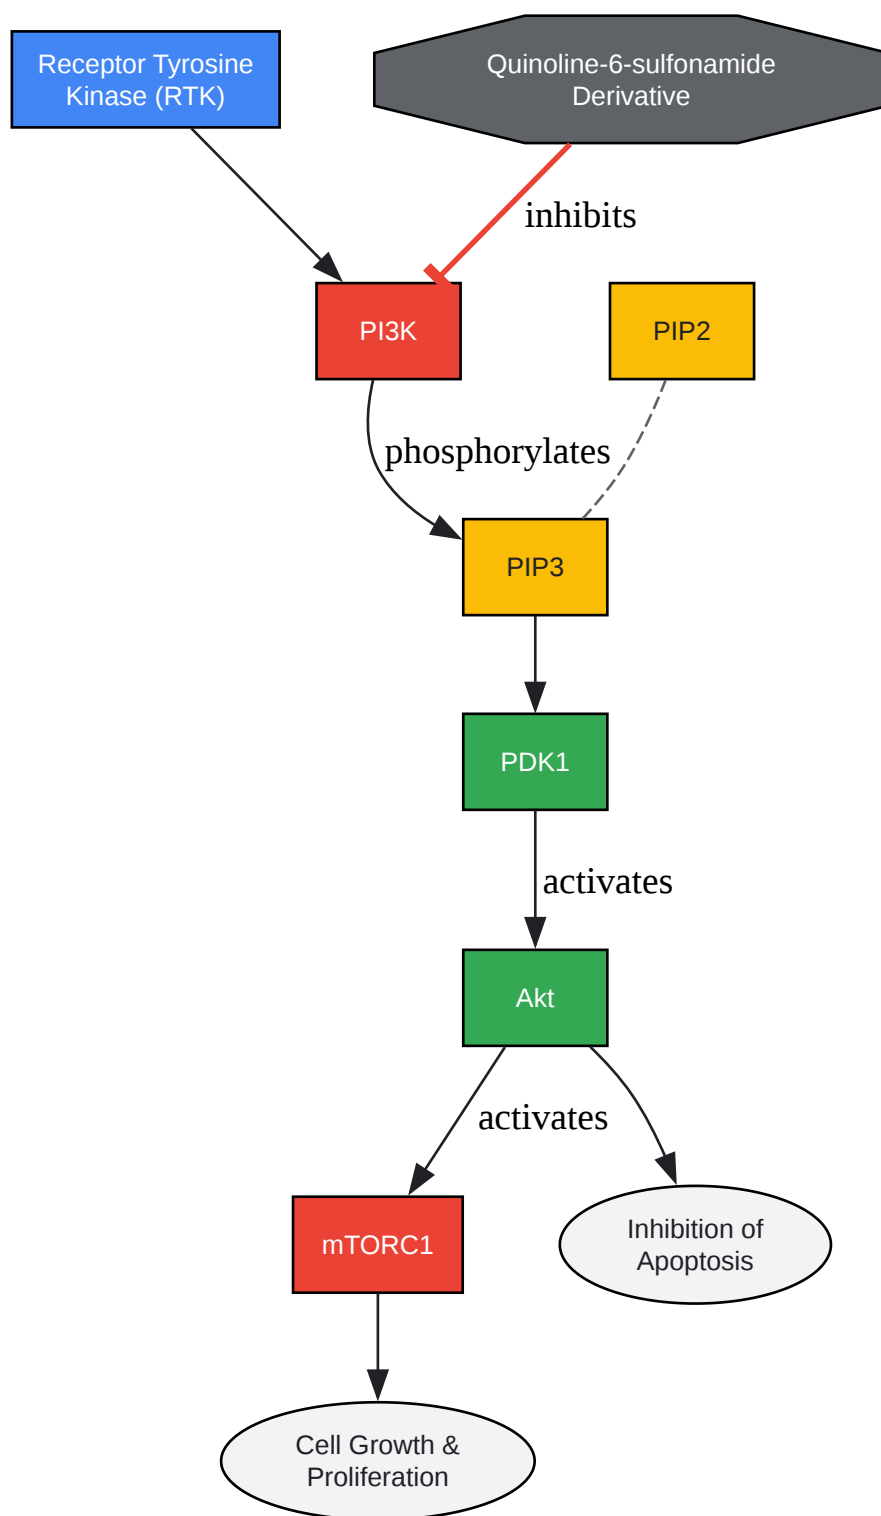 Receptor Tyrosine
Kinase (RTK)
Quinoline-6-sulfonamide
Derivative
inhibits
PI3K
PIP2
phosphorylates
PIP3
PDK1
activates
Akt
activates
mTORC1
Inhibition of
Apoptosis
Cell Growth &
Proliferation